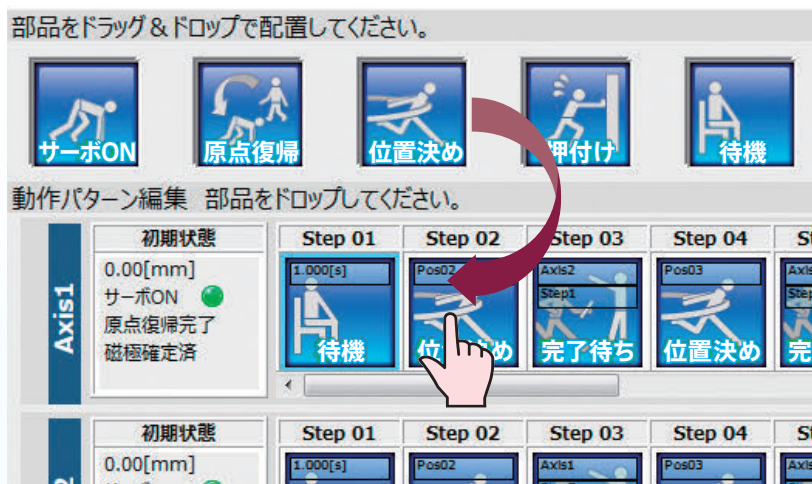 部品をドラッグ＆ドロップで配置してください。
サーボON 原点復帰 位置決め 押付け 待機
動作パターン編集 部品をドロップしてください。
Axis1
初期状態 Step 01 Step 02 Step 03 Step 04
0.00[mm]
サーボON
原点復帰完了
磁極確定済
1.000[s] Pos02 Axis2 Pos03 Axis
Step1 Step
待機 位置決め 完了待ち 位置決め 完
初期状態 Step 01 Step 02 Step 03 Step 04
0.00[mm]
1.000[s] Pos02 Axis1 Pos03 Axis